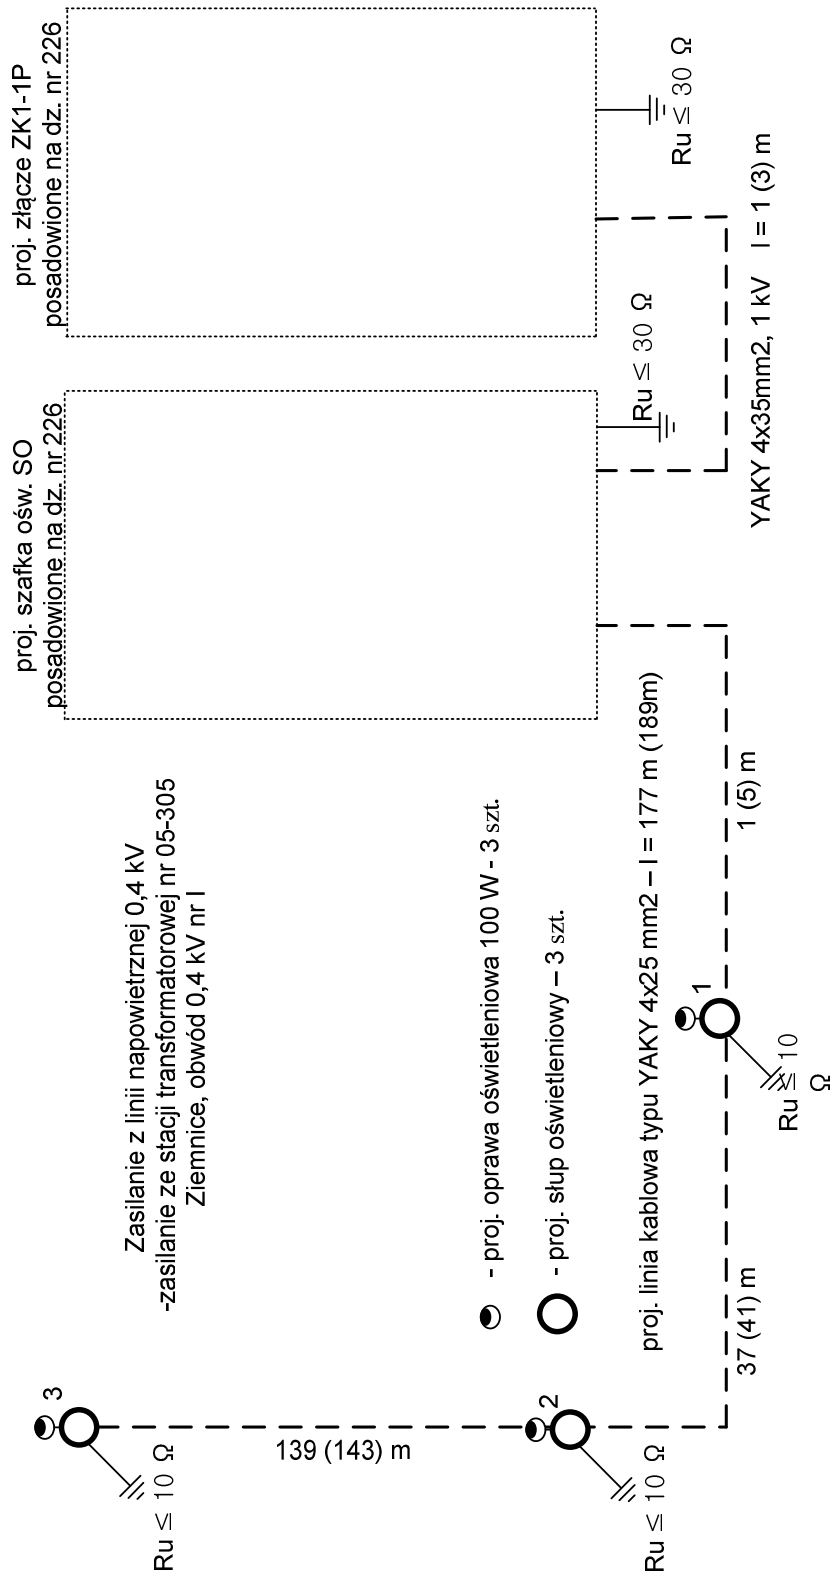 proj. złącze ZK1-1P
posadowione na dz. nr 226
Ru ≤ 30 Ω
YAKY 4x35mm2, 1 kV l = 1 (3) m
proj. szafka ośw. SO
posadowione na dz. nr 226
Ru ≤ 30 Ω
Zasilanie z linii napowietrznej 0,4 kV
-zasilanie ze stacji transformatorowej nr 05-305
Ziemnice, obwód 0,4 kV nr I
- proj. oprawa oświetleniowa 100 W - 3 szt.
- proj. słup oświetleniowy – 3 szt.
proj. linia kablowa typu YAKY 4x25 mm2 – l = 177 m (189m)
1 (5) m
1
Ru ≤ 10
Ω
37 (41) m
2
Ru ≤ 10 Ω
139 (143) m
3
Ru ≤ 10 Ω